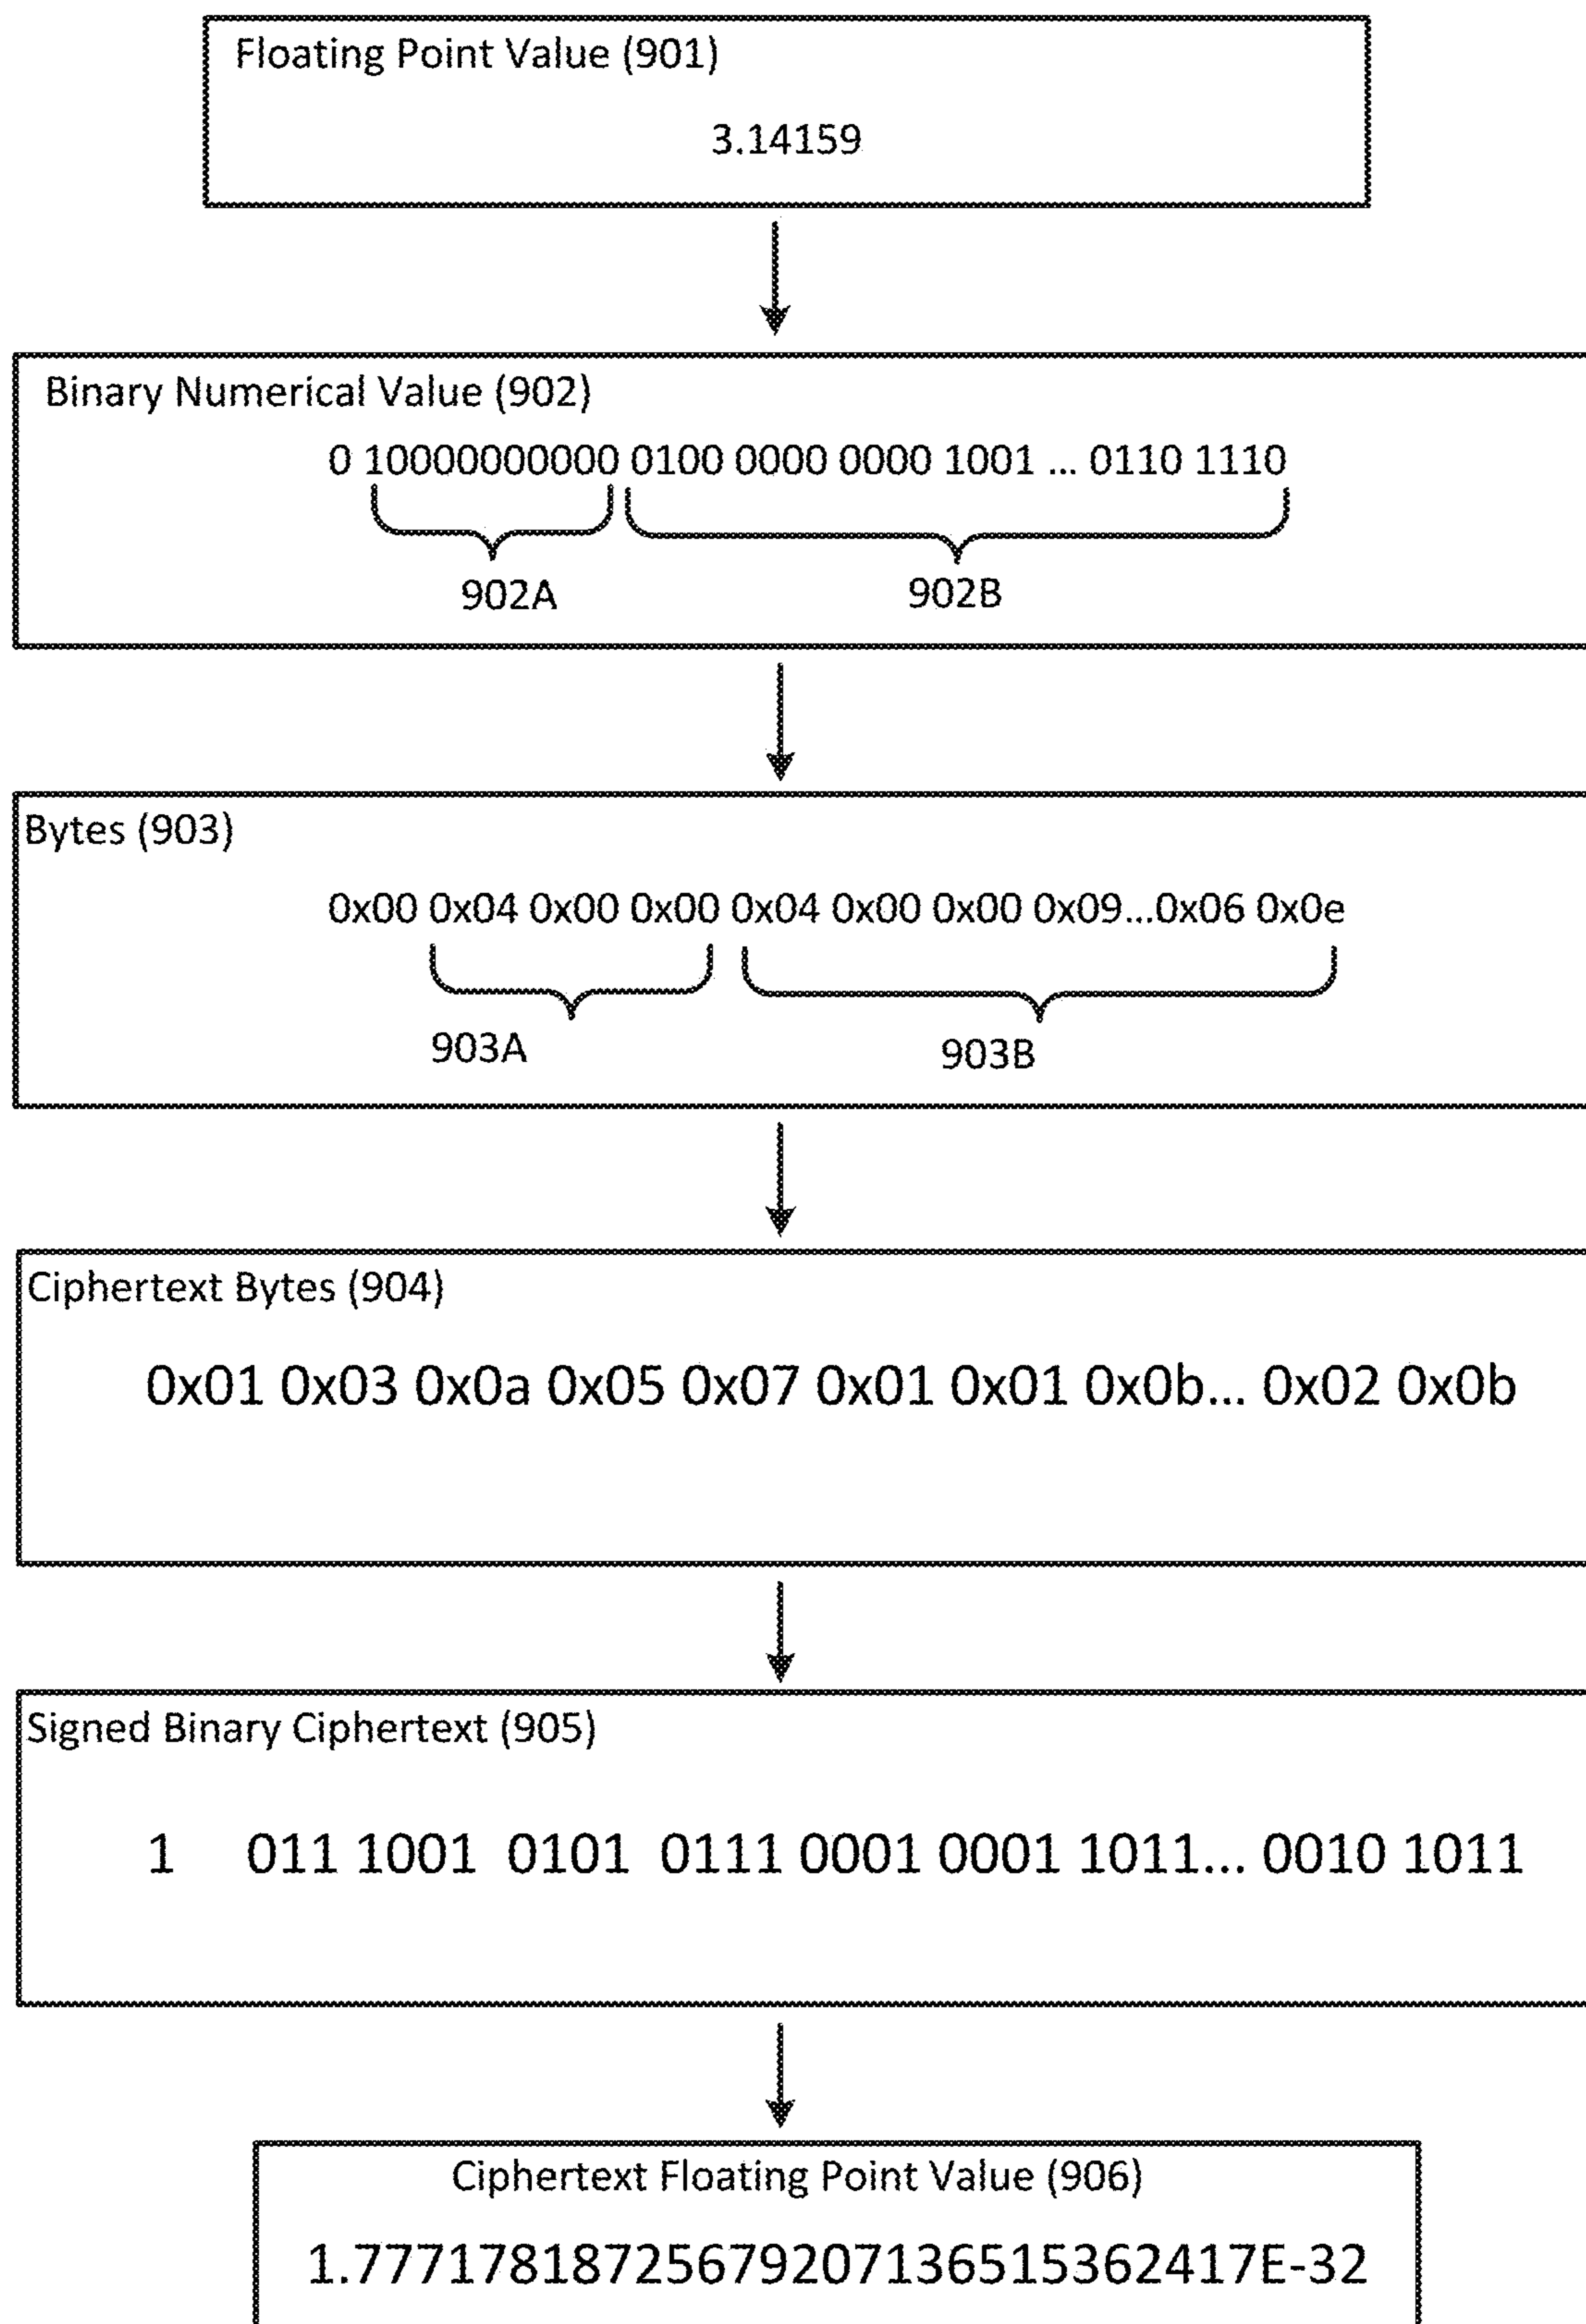 Floating Point Value (901)
3.14159
Binary Numerical Value (902)
0 10000000000 0100 0000 0000 1001 ... 0110 1110
902A 902B
Bytes (903)
0x00 0x04 0x00 0x00 0x04 0x00 0x00 0x09...0x06 0x0e
903A 903B
Ciphertext Bytes (904)
0x01 0x03 0x0a 0x05 0x07 0x01 0x01 0x0b... 0x02 0x0b
Signed Binary Ciphertext (905)
1 011 1001 0101 0111 0001 0001 1011... 0010 1011
Ciphertext Floating Point Value (906)
1.77717818725679207136515362417E-32